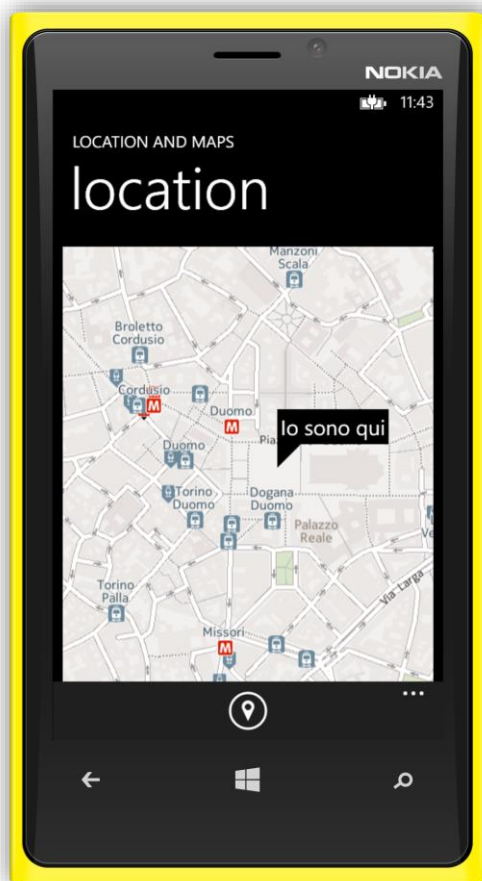 NOKIA
11:43
LOCATION AND MAPS
location
Manzoni
Scala
Broletto
Cordusio
Cordusio
M
Duomo
M
Io sono qui
Duomo
Torino
Duomo
Dogana
Duomo
Palazzo
Reale
Torino
Palla
Via Larga
Missori
M